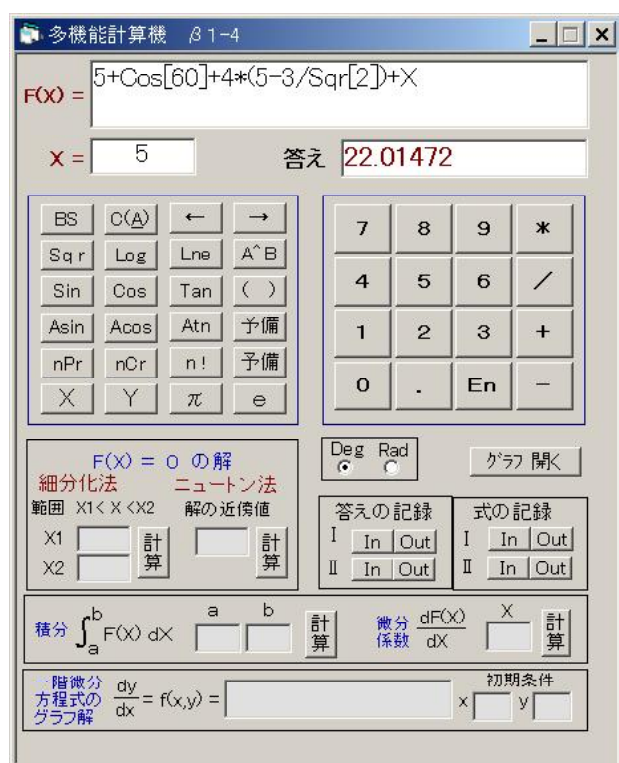 多機能計算機 β1-4
F(X) = 5+Cos[60]+4*(5-3/Sqr[2])+X
X = 5 答え 22.01472
BS C(A) ← → 7 8 9 *
Sqr Log Lne A^B
Sin Cos Tan ( ) 4 5 6 /
Asin Acos Atn 予備 1 2 3 +
nPr nCr n! 予備
X Y π e 0 . En -
F(X) = 0 の解 Deg Rad グラフ 開く
細分化法 ニュートン法
範囲 X1< X <X2 解の近傍値 答えの記録 式の記録
X1 計算 計算 I In Out I In Out
X2 II In Out II In Out
積分 ∫ab F(X) dX a b 計算 微分係数 dF(X)/dX X 計算
一階微分方程式のグラフ解 dy/dx = f(x,y) = 初期条件 x y